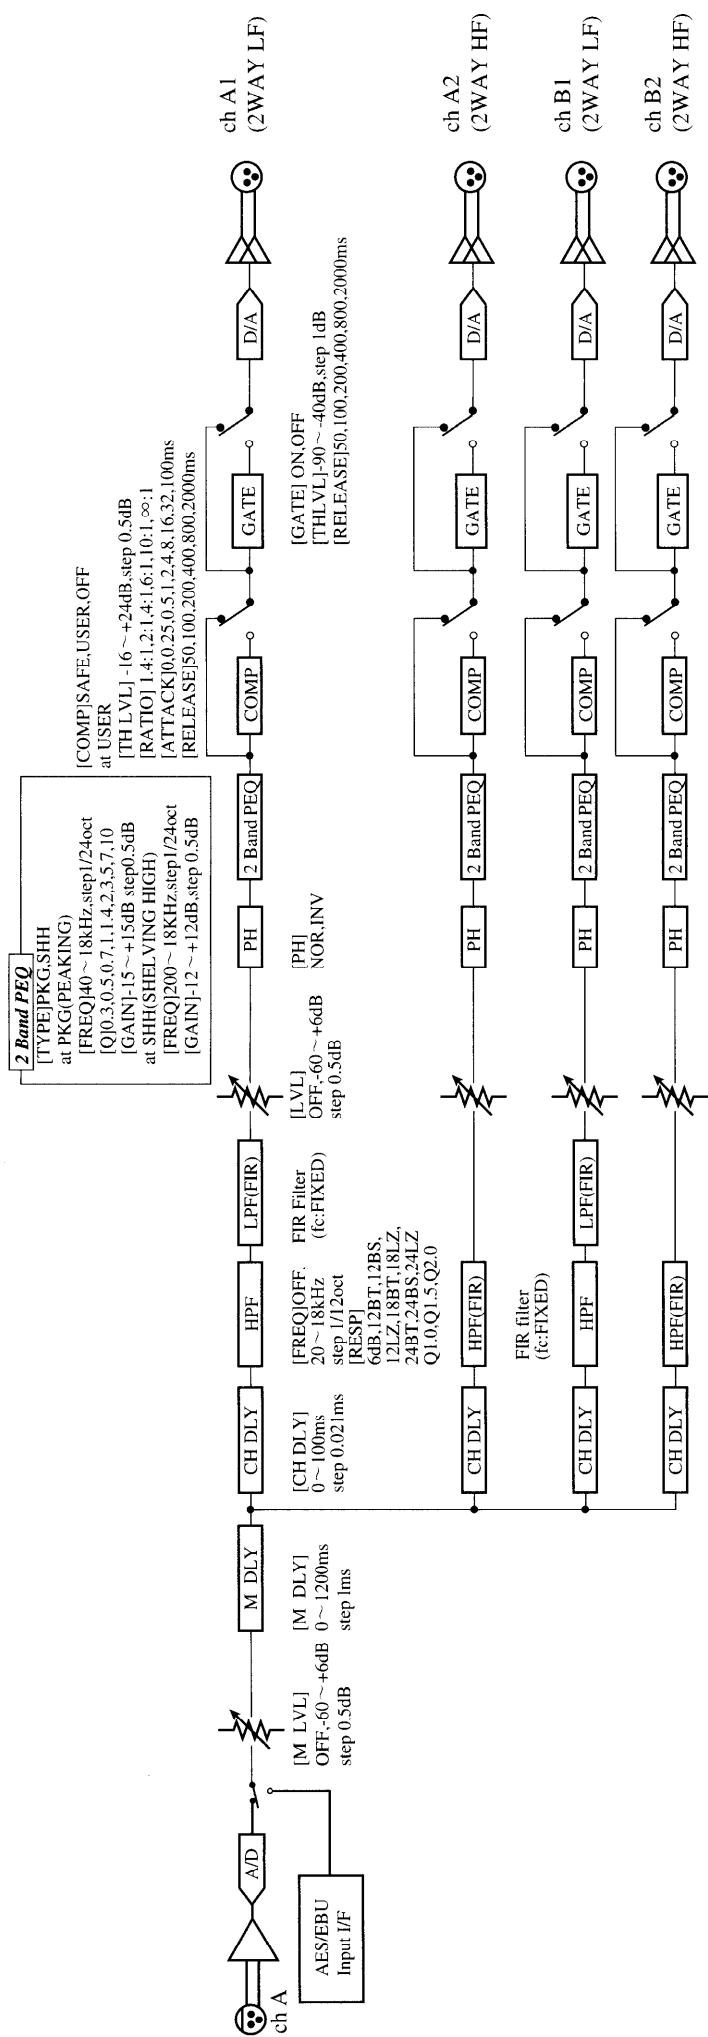 ch A
A/D
AES/EBU
Input I/F
[M LVL]
OFF,-60～+6dB
step 0.5dB
M DLY
[M DLY]
0～1200ms
step 1ms
CH DLY
[CH DLY]
0～100ms
step 0.021ms
HPF
[FREQ]OFF,
20～18kHz
step 1/12oct
[RESP]
6dB,12BT,12BS,
12LZ,18BT,18LZ,
24BT,24BS,24LZ
Q1.0,Q1.5,Q2.0
LPF(FIR)
FIR Filter
(fc:FIXED)
[LVL]
OFF,-60～+6dB
step 0.5dB
PH
[PH]
NOR,INV
2 Band PEQ
2 Band PEQ
[TYPE]PKG,SHH
at PKG(PEAKING)
[FREQ]40～18kHz,step1/24oct
[Q]0.3,0.5,0.7,1,1.4,2,3,5,7,10
[GAIN]-15～+15dB step0.5dB
at SHH(SHELVING HIGH)
[FREQ]200～18KHz,step1/24oct
[GAIN]-12～+12dB,step 0.5dB
COMP
[COMP]SAFE,USER,OFF
at USER
[TH LVL] -16～+24dB,step 0.5dB
[RATIO] 1.4:1,2:1,4:1,6:1,10:1,∞:1
[ATTACK]0,0.25,0.5,1,2,4,8,16,32,100ms
[RELEASE]50,100,200,400,800,2000ms
GATE
[GATE] ON,OFF
[THLVL]-90～-40dB,step 1dB
[RELEASE]50,100,200,400,800,2000ms
D/A
ch A1
(2WAY LF)
CH DLY
HPF(FIR)
FIR filter
(fc:FIXED)
PH
2 Band PEQ
COMP
GATE
D/A
ch A2
(2WAY HF)
CH DLY
HPF
LPF(FIR)
PH
2 Band PEQ
COMP
GATE
D/A
ch B1
(2WAY LF)
CH DLY
HPF(FIR)
PH
2 Band PEQ
COMP
GATE
D/A
ch B2
(2WAY HF)